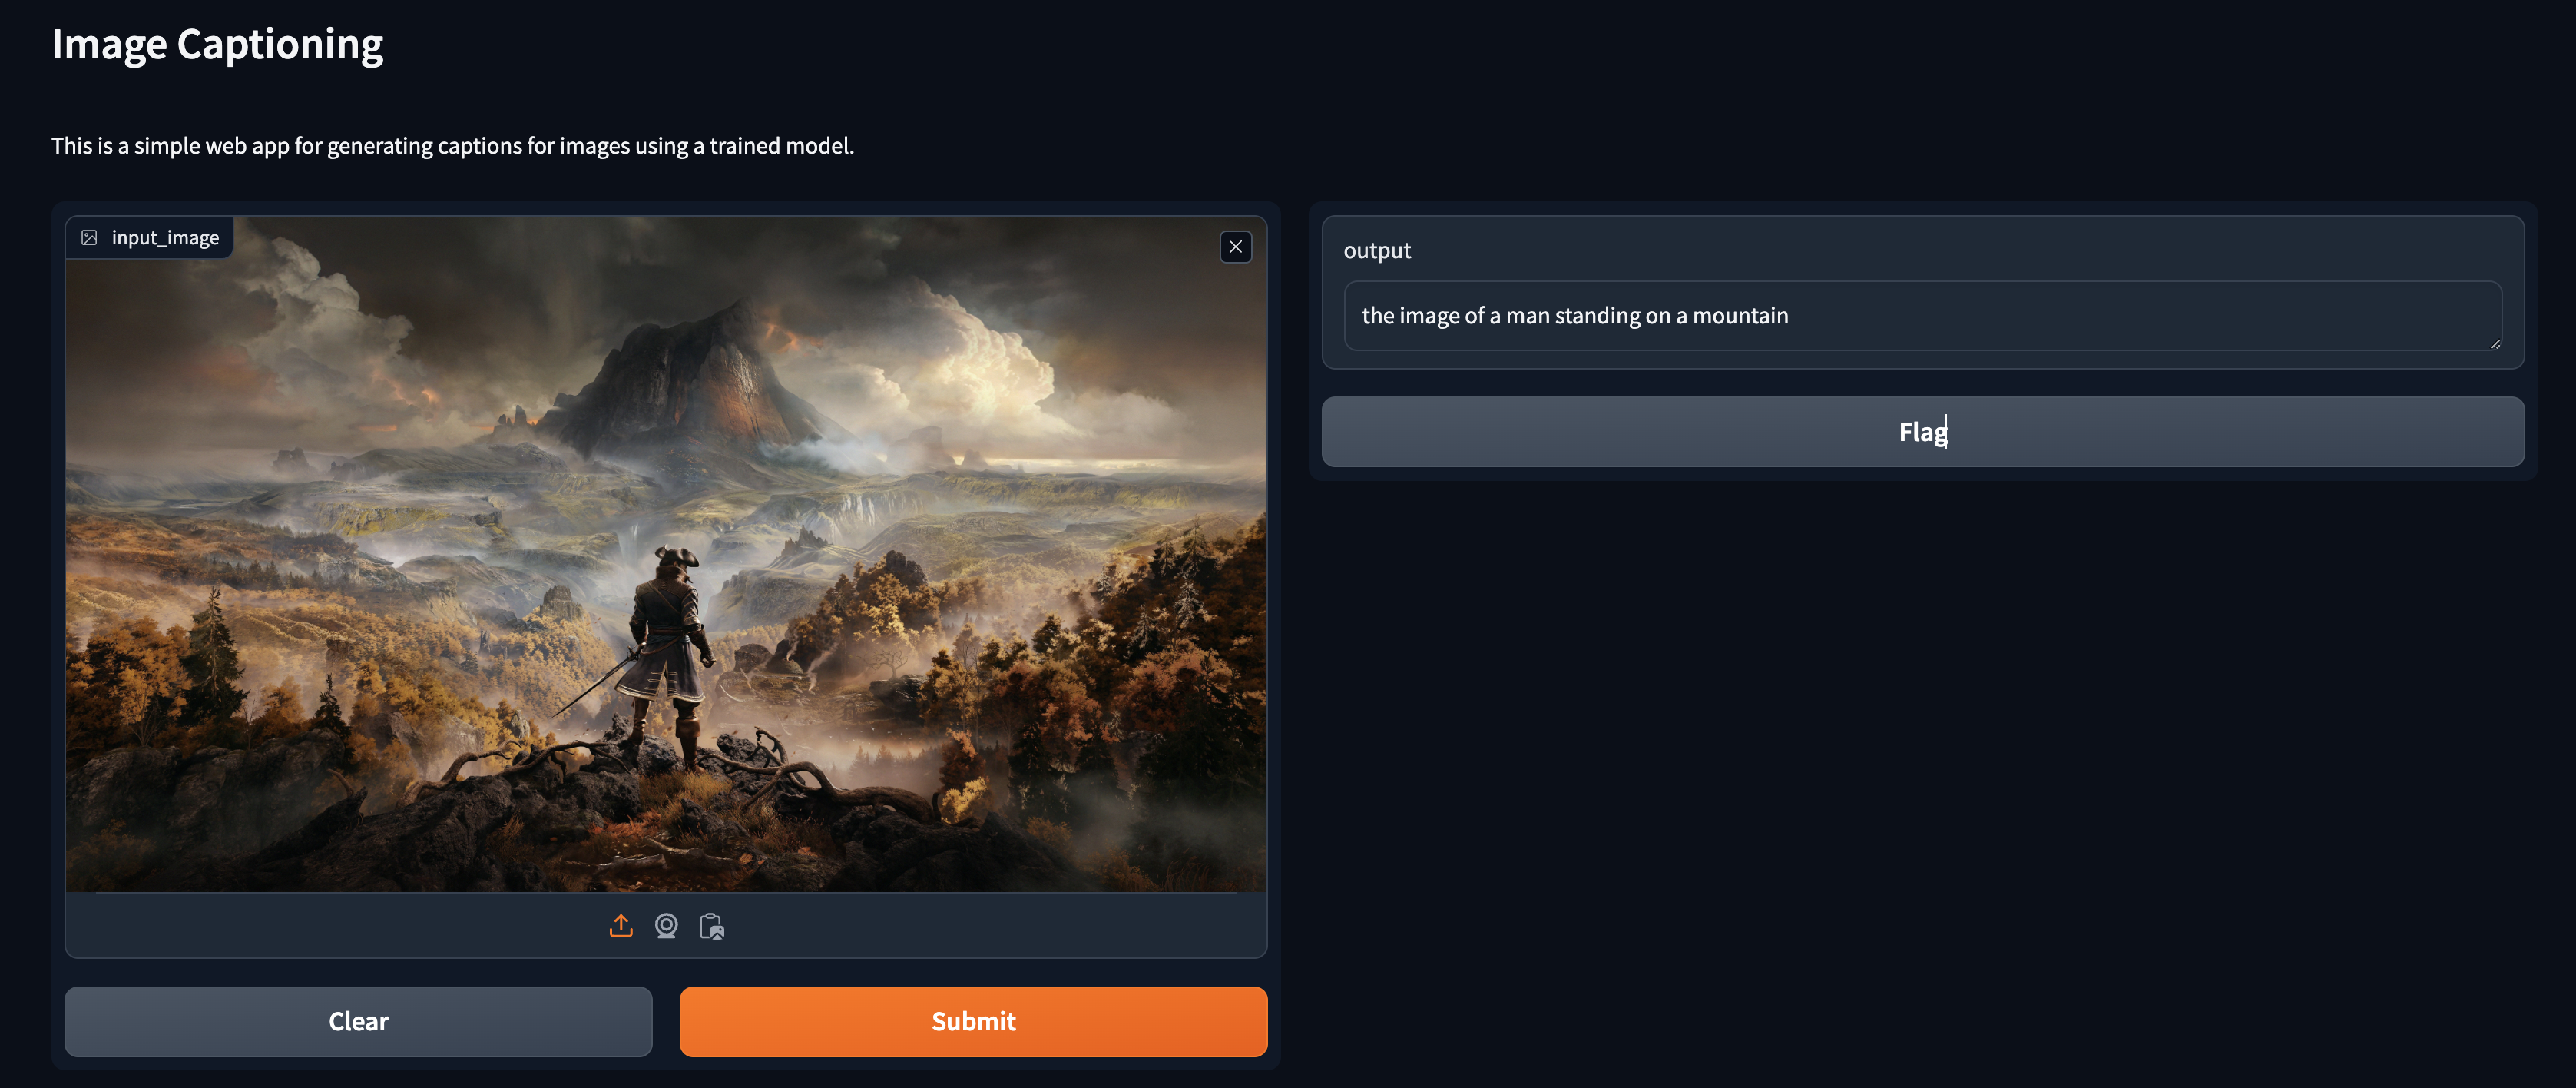 Image Captioning
This is a simple web app for generating captions for images using a trained model.
input_image
output
the image of a man standing on a mountain
Flag
Clear
Submit